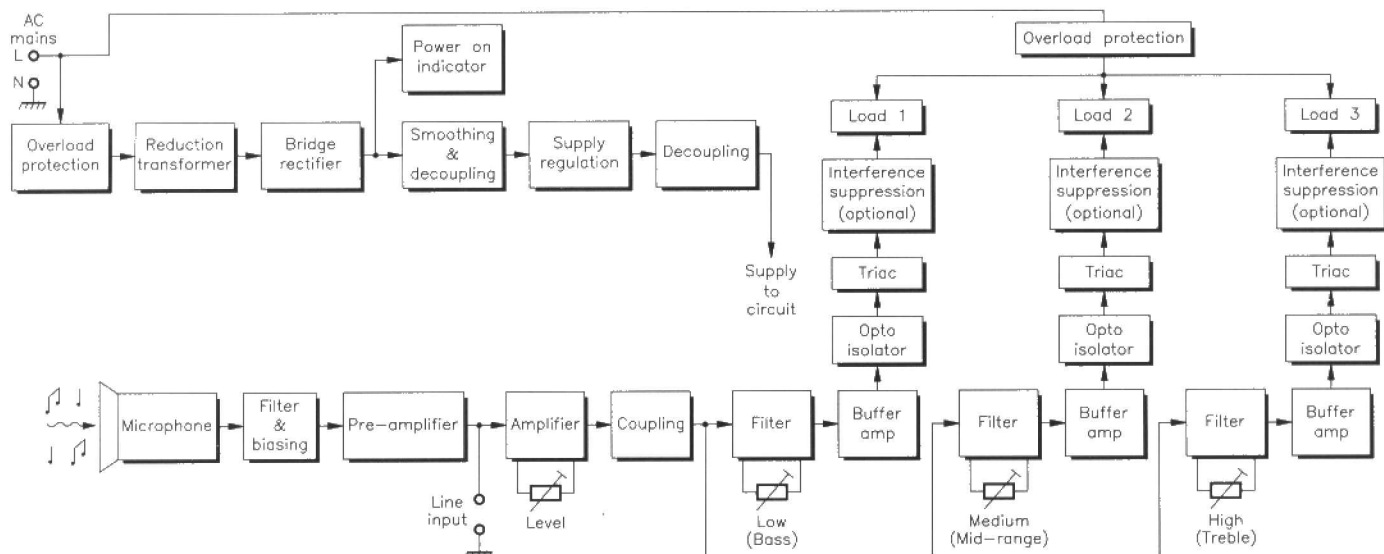 AC
mains
L
N
Overload protection
Power on
indicator
Overload
protection
Reduction
transformer
Bridge
rectifier
Smoothing
&
decoupling
Supply
regulation
Decoupling
Supply
to
circuit
Load 1
Interference
suppression
(optional)
Triac
Opto
isolator
Load 2
Interference
suppression
(optional)
Triac
Opto
isolator
Load 3
Interference
suppression
(optional)
Triac
Opto
isolator
Microphone
Filter
&
biasing
Pre-amplifier
Line
input
Amplifier
Level
Coupling
Filter
Low
(Bass)
Buffer
amp
Filter
Medium
(Mid-range)
Buffer
amp
Filter
High
(Treble)
Buffer
amp